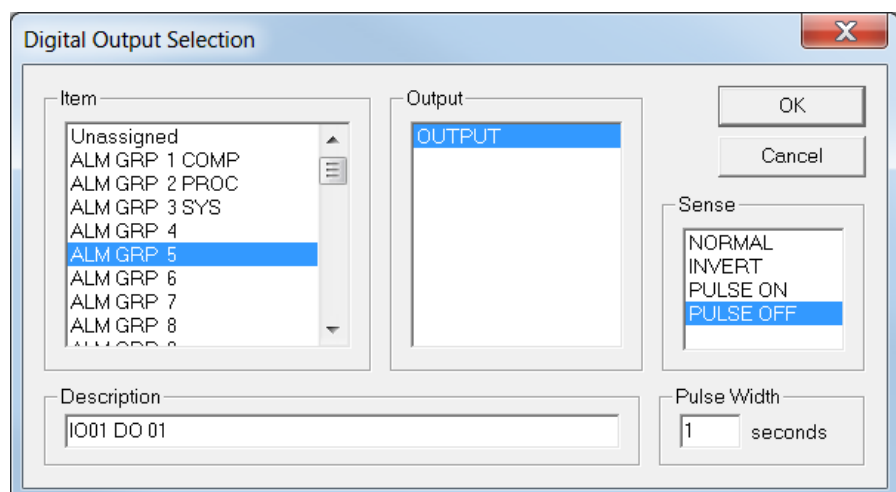 Digital Output Selection
Item
Unassigned
ALM GRP 1 COMP
ALM GRP 2 PROC
ALM GRP 3 SYS
ALM GRP 4
ALM GRP 5
ALM GRP 6
ALM GRP 7
ALM GRP 8
Output
OUTPUT
OK
Cancel
Sense
NORMAL
INVERT
PULSE ON
PULSE OFF
Description
IO01 DO 01
Pulse Width
1 seconds